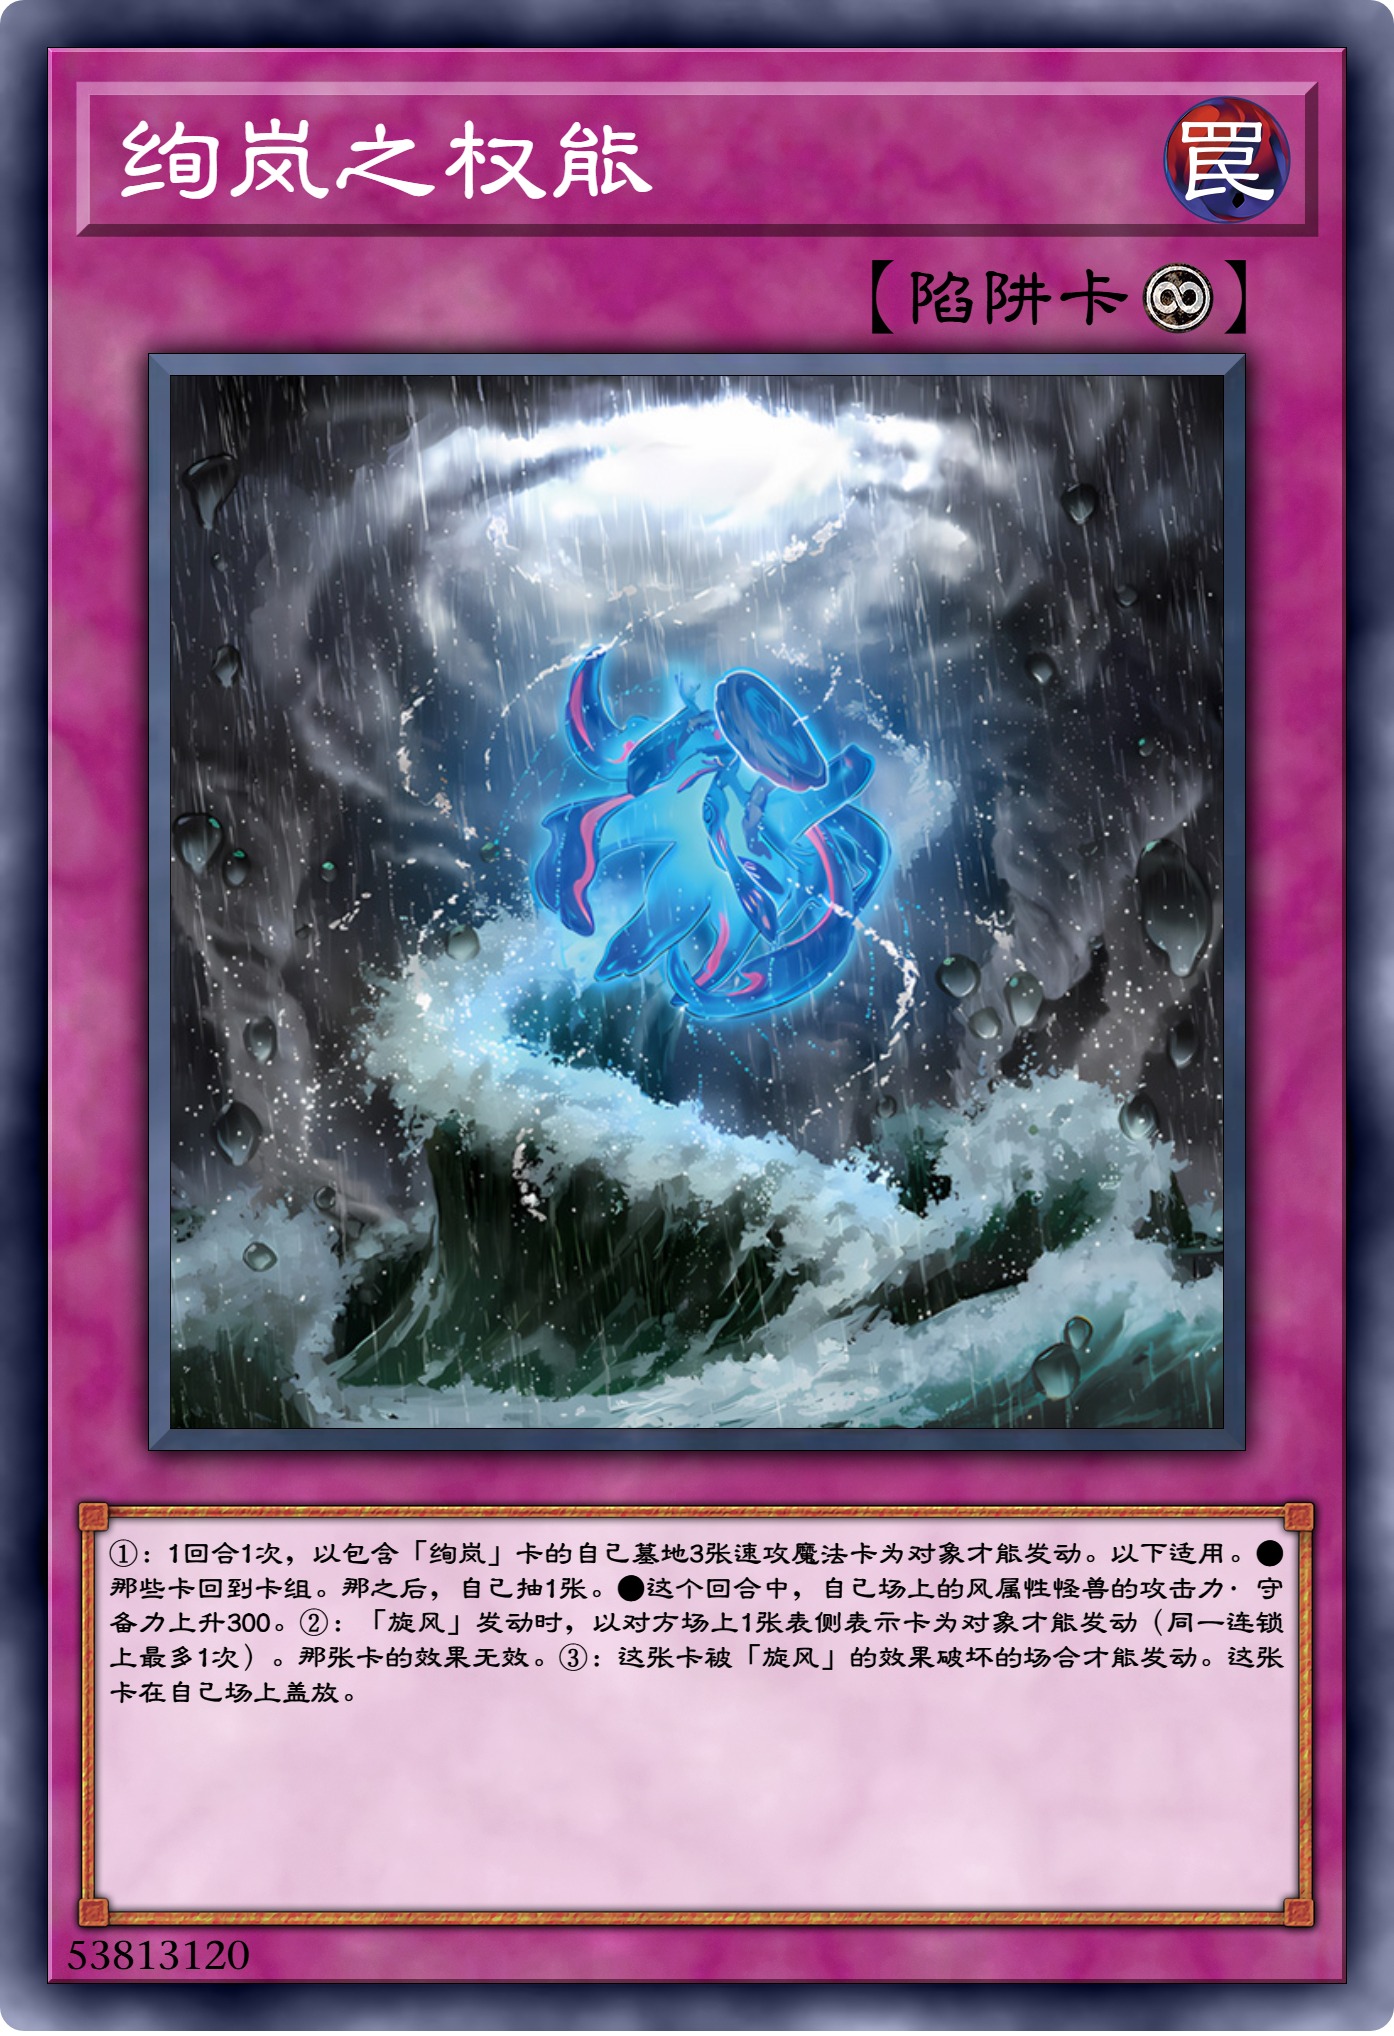 绚岚之权能
罠
【陷阱卡】
①：1回合1次，以包含「绚岚」卡的自己墓地3张速攻魔法卡为对象才能发动。以下适用。●
那些卡回到卡组。那之后，自己抽1张。●这个回合中，自己场上的风属性怪兽的攻击力·守
备力上升300。②：「旋风」发动时，以对方场上1张表侧表示卡为对象才能发动（同一连锁
上最多1次）。那张卡的效果无效。③：这张卡被「旋风」的效果破坏的场合才能发动。这张
卡在自己场上盖放。
53813120